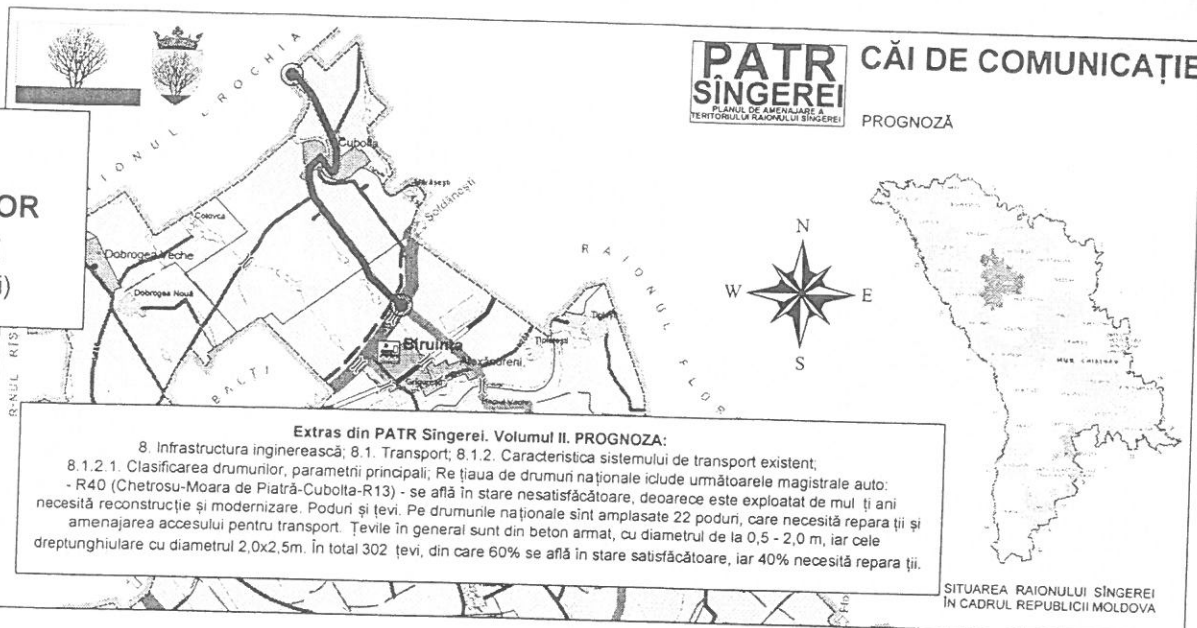 PATR
SÎNGEREI
PLANUL DE AMENAJARE A
TERITORIULUI RAIONULUI SÎNGEREI
CĂI DE COMUNICAȚIE
PROGNOZĂ
OR
i)
Cubolta
Mărășești
Șoldănești
Colovca
Dobrogea Veche
Dobrogea Nouă
RAIONUL
Biruința
Alexăndreni
Grigorești
Țiplești
BĂLȚI
RAIONUL FLOR
N
W
E
S
Extras din PATR Sîngerei. Volumul II. PROGNOZA:
8. Infrastructura inginerească; 8.1. Transport; 8.1.2. Caracteristica sistemului de transport existent;
8.1.2.1. Clasificarea drumurilor, parametrii principali; Re țiaua de drumuri naționale iclude următoarele magistrale auto:
- R40 (Chetrosu-Moara de Piatră-Cubolta-R13) - se află în stare nesatisfăcătoare, deoarece este exploatat de mul ți ani
necesită reconstrucție și modernizare. Poduri și țevi. Pe drumurile naționale sînt amplasate 22 poduri, care necesită repara ții și
amenajarea accesului pentru transport. Țevile în general sunt din beton armat, cu diametrul de la 0,5 - 2,0 m, iar cele
dreptunghiulare cu diametrul 2,0x2,5m. În total 302 țevi, din care 60% se află în stare satisfăcătoare, iar 40% necesită repara ții.
SITUAREA RAIONULUI SÎNGEREI
ÎN CADRUL REPUBLICII MOLDOVA